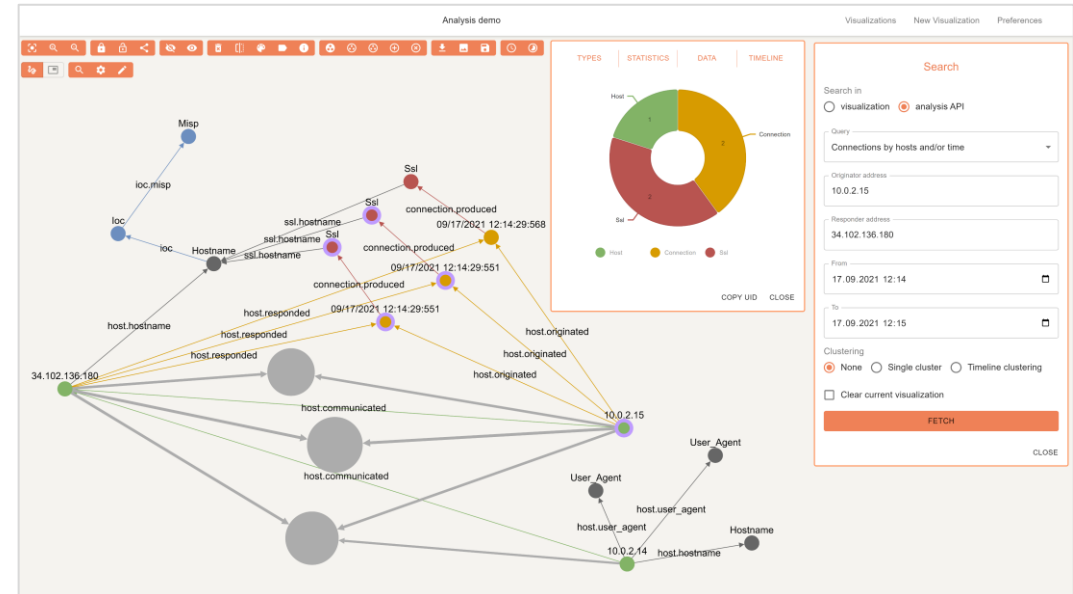 Analysis demo
Visualizations New Visualization Preferences
TYPES STATISTICS DATA TIMELINE
Host
1
Connection
2
Ssl
2
Host Connection Ssl
COPY UID CLOSE
Search
Search in
visualization analysis API
Query
Connections by hosts and/or time
Originator address
10.0.2.15
Responder address
34.102.136.180
From
17.09.2021 12:14
To
17.09.2021 12:15
Clustering
None Single cluster Timeline clustering
Clear current visualization
FETCH
CLOSE
Misp
ioc.misp
Ssl
Ssl
connection.produced
Ioc
ssl.hostname
09/17/2021 12:14:29:568
Ssl
ssl.hostname
ioc
Hostname
ssl.hostname
connection.produced
09/17/2021 12:14:29:551
connection.produced
host.responded
09/17/2021 12:14:29:551
host.hostname
host.responded
host.originated
host.responded
host.originated
34.102.136.180
host.originated
host.communicated
10.0.2.15
User_Agent
host.communicated
User_Agent
host.user_agent
host.user_agent
Hostname
10.0.2.14
host.hostname